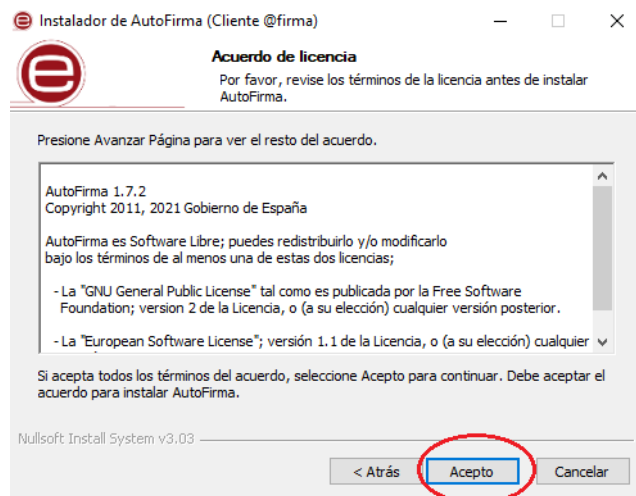 Instalador de AutoFirma (Cliente @firma)
Acuerdo de licencia
Por favor, revise los términos de la licencia antes de instalar
AutoFirma.
Presione Avanzar Página para ver el resto del acuerdo.
AutoFirma 1.7.2
Copyright 2011, 2021 Gobierno de España
AutoFirma es Software Libre; puedes redistribuirlo y/o modificarlo
bajo los términos de al menos una de estas dos licencias;
- La "GNU General Public License" tal como es publicada por la Free Software
Foundation; version 2 de la Licencia, o (a su elección) cualquier versión posterior.
- La "European Software License"; versión 1.1 de la Licencia, o (a su elección) cualquier
Si acepta todos los términos del acuerdo, seleccione Acepto para continuar. Debe aceptar el
acuerdo para instalar AutoFirma.
Nullsoft Install System v3.03
< Atrás Acepto Cancelar